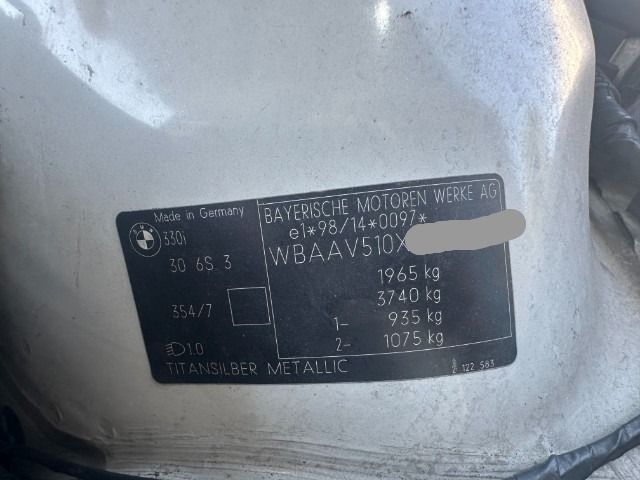 Made in Germany
330i
30 6S 3
354/7
1.0
TITANSILBER METALLIC
BAYERISCHE MOTOREN WERKE AG
e1*98/14*0097*
WBAAV510X
1965 kg
3740 kg
1- 935 kg
2- 1075 kg
2 122 583